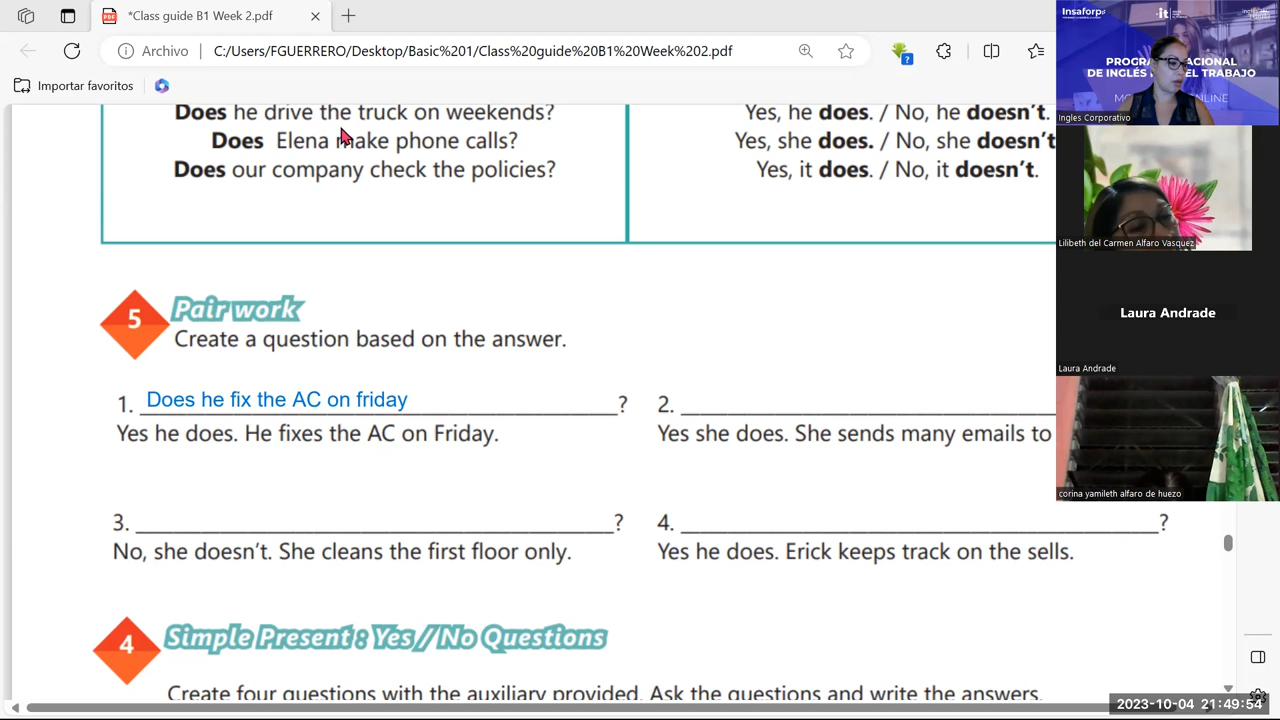 *Class guide B1 Week 2.pdf
Archivo
C:/Users/FGUERRERO/Desktop/Basic%201/Class%20guide%20B1%20Week%202.pdf
Importar favoritos
Does he drive the truck on weekends?
Yes, he does. / No, he doesn't.
Does Elena make phone calls?
Yes, she does. / No, she doesn't
Does our company check the policies?
Yes, it does. / No, it doesn't.
5
Pair work
Create a question based on the answer.
1. Does he fix the AC on friday ?
Yes he does. He fixes the AC on Friday.
2.
Yes she does. She sends many emails to
3. ?
No, she doesn't. She cleans the first floor only.
4. ?
Yes he does. Erick keeps track on the sells.
4
Simple Present : Yes//No Questions
Create four questions with the auxiliary provided. Ask the questions and write the answers.
Insaforp
Ingles Corporativo
Lilibeth del Carmen Alfaro Vasquez
Laura Andrade
Laura Andrade
corina yamileth alfaro de huezo
2023-10-04 21:49:54